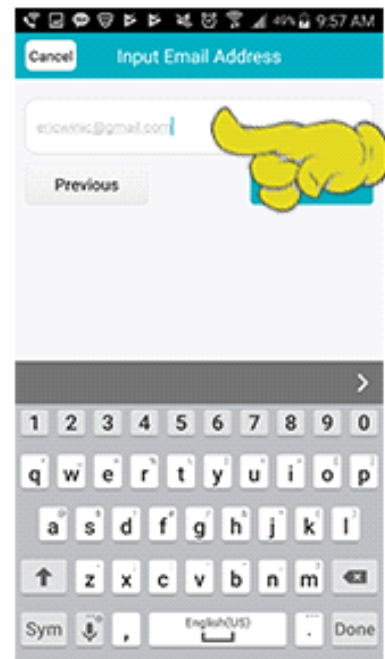 49% 9:57 AM
Cancel Input Email Address
ericwinic@gmail.com
Previous
1 2 3 4 5 6 7 8 9 0
q w e r t y u i o p
a s d f g h j k l
z x c v b n m
Sym , English(US) . Done